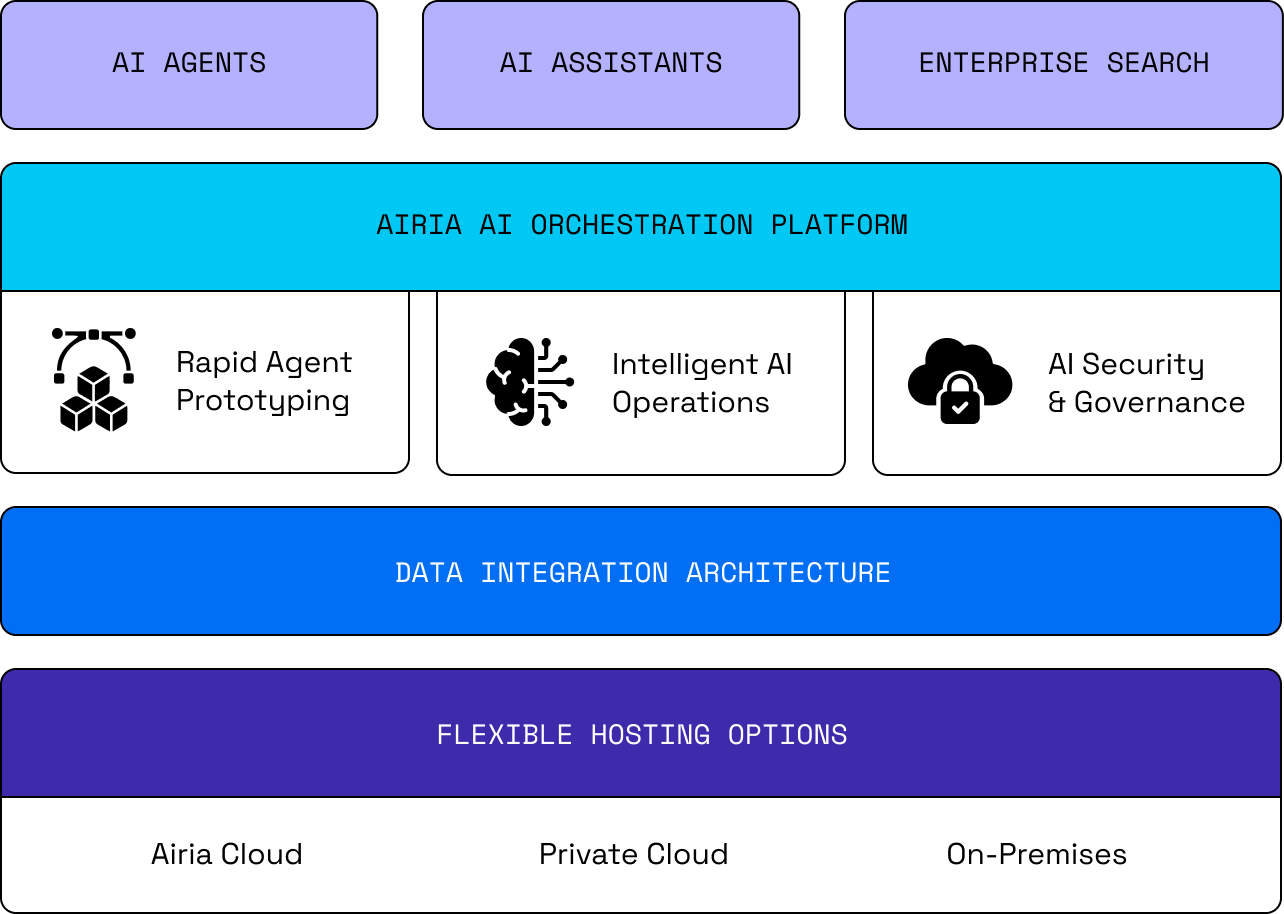 AI AGENTS
AI ASSISTANTS
ENTERPRISE SEARCH
AIRIA AI ORCHESTRATION PLATFORM
Rapid Agent
Prototyping
Intelligent AI
Operations
AI Security
& Governance
DATA INTEGRATION ARCHITECTURE
FLEXIBLE HOSTING OPTIONS
Airia Cloud
Private Cloud
On-Premises